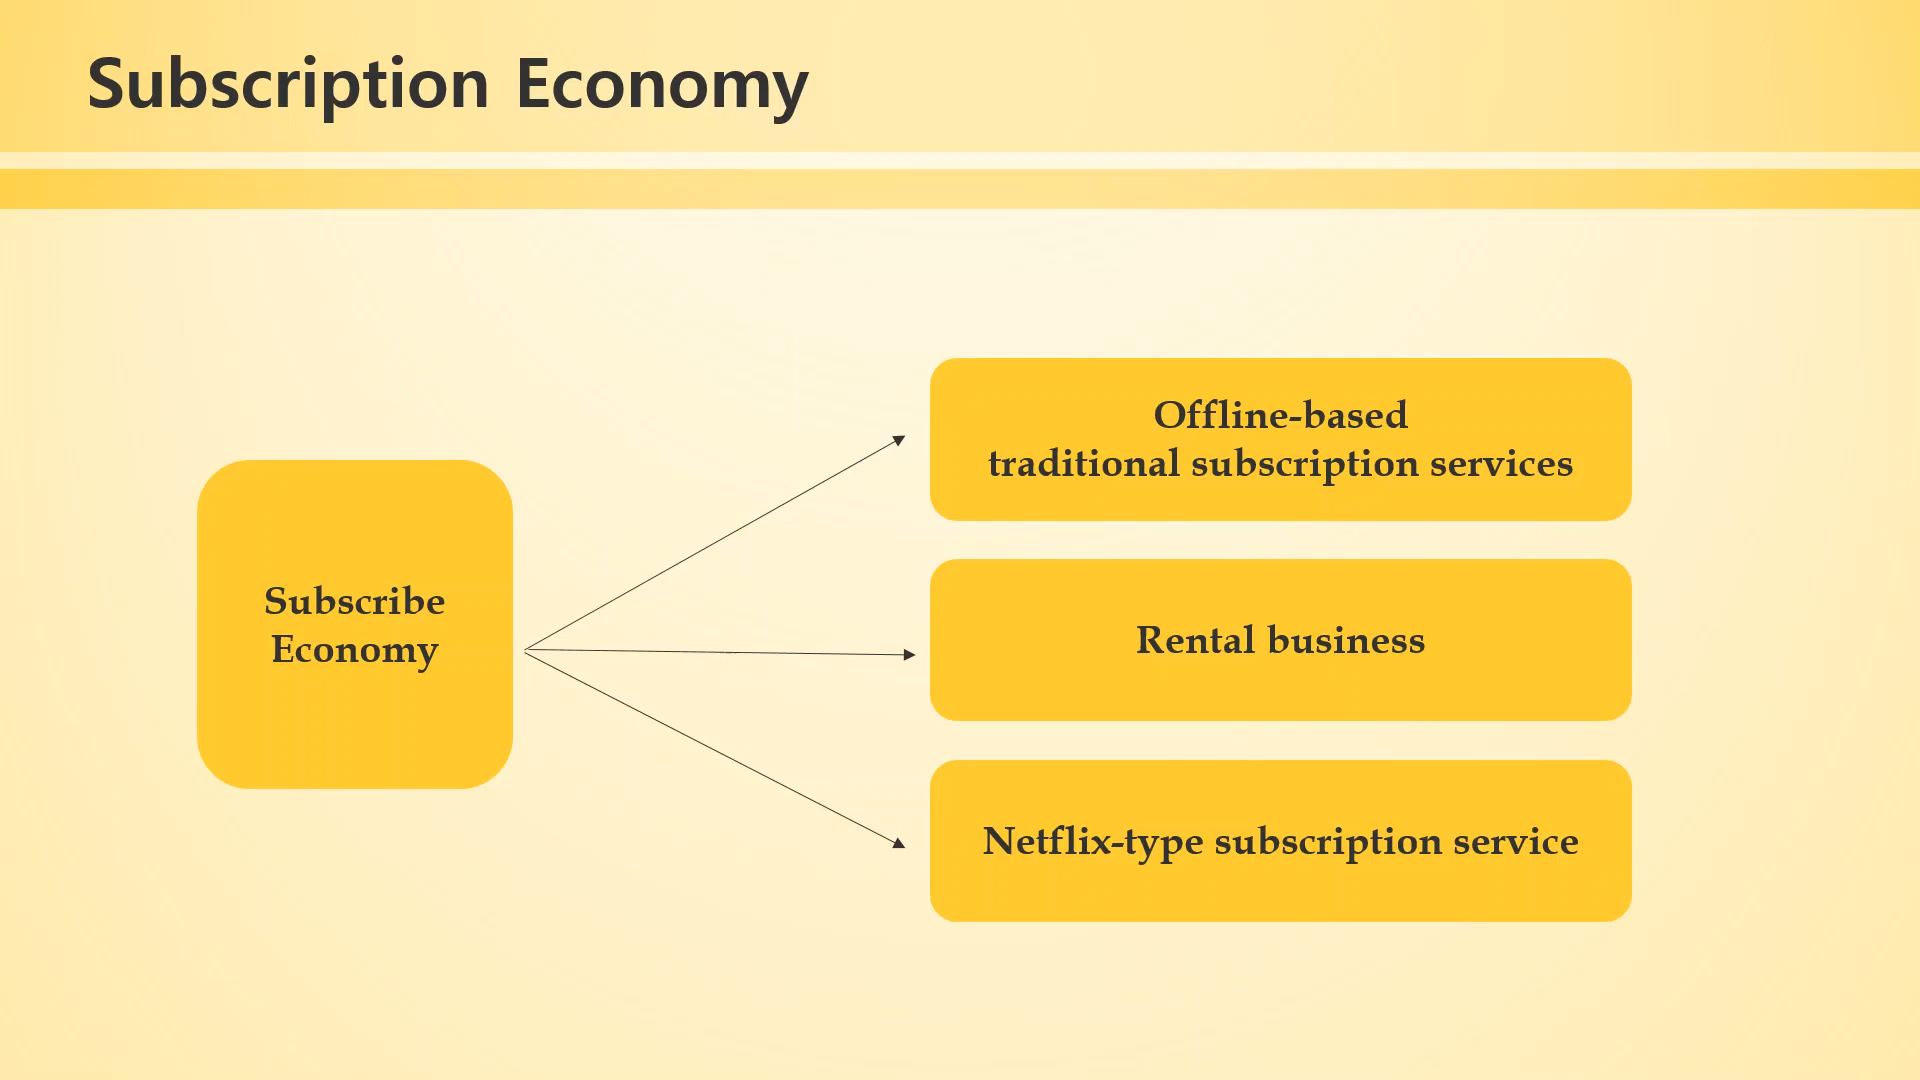 Subscription Economy
Subscribe
Economy
Offline-based
traditional subscription services
Rental business
Netflix-type subscription service